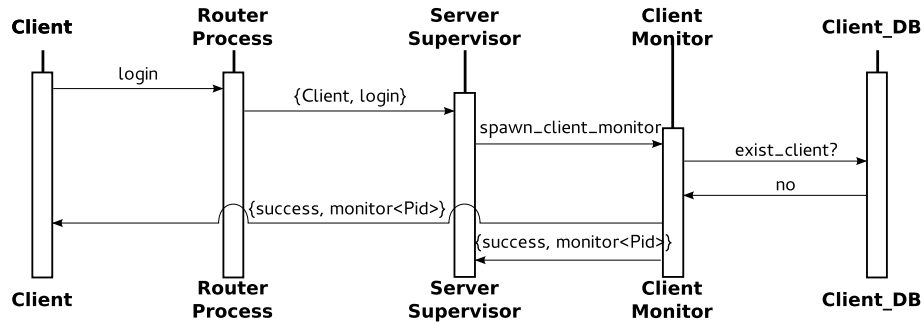 Client
Router
Process
Server
Supervisor
Client
Monitor
Client_DB
login
{Client, login}
spawn_client_monitor
exist_client?
no
{success, monitor<Pid>}
{success, monitor<Pid>}
Client
Router
Process
Server
Supervisor
Client
Monitor
Client_DB